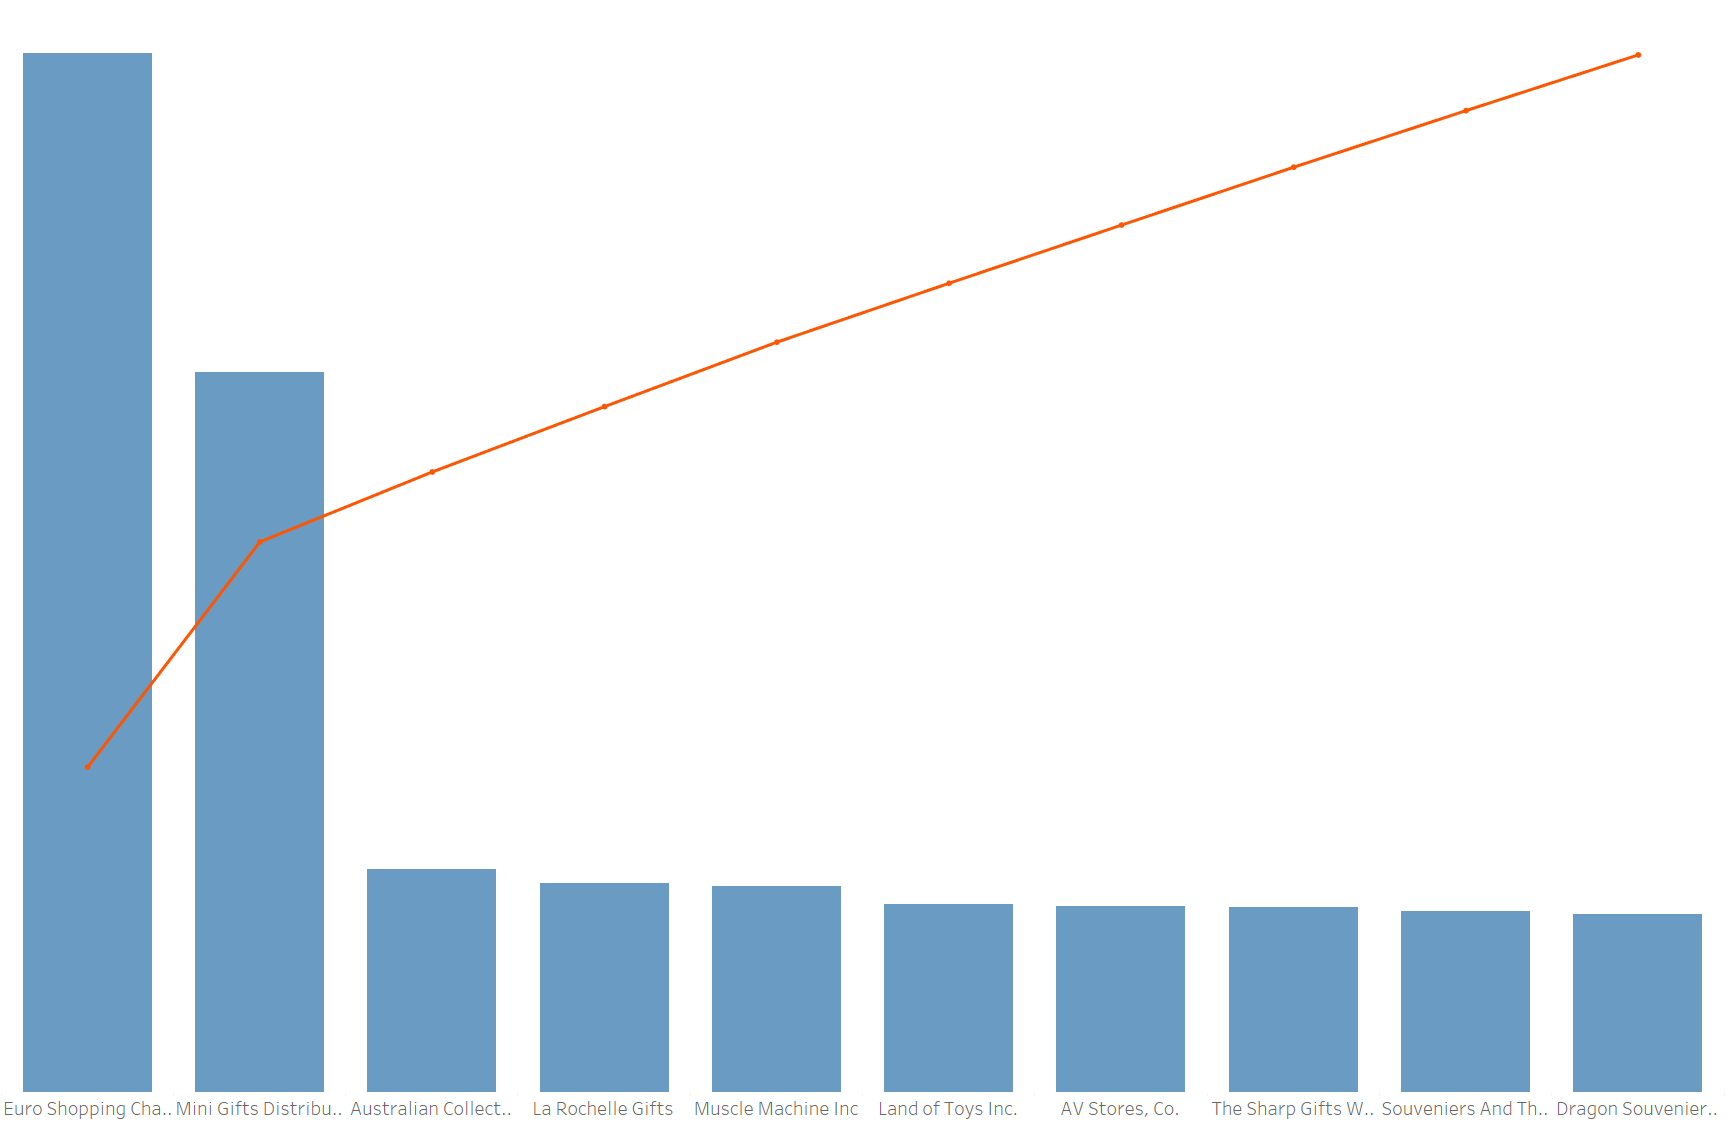 Euro Shopping Cha.. Mini Gifts Distribu.. Australian Collect.. La Rochelle Gifts Muscle Machine Inc Land of Toys Inc. AV Stores, Co. The Sharp Gifts W.. Souveniers And Th.. Dragon Souvenier..